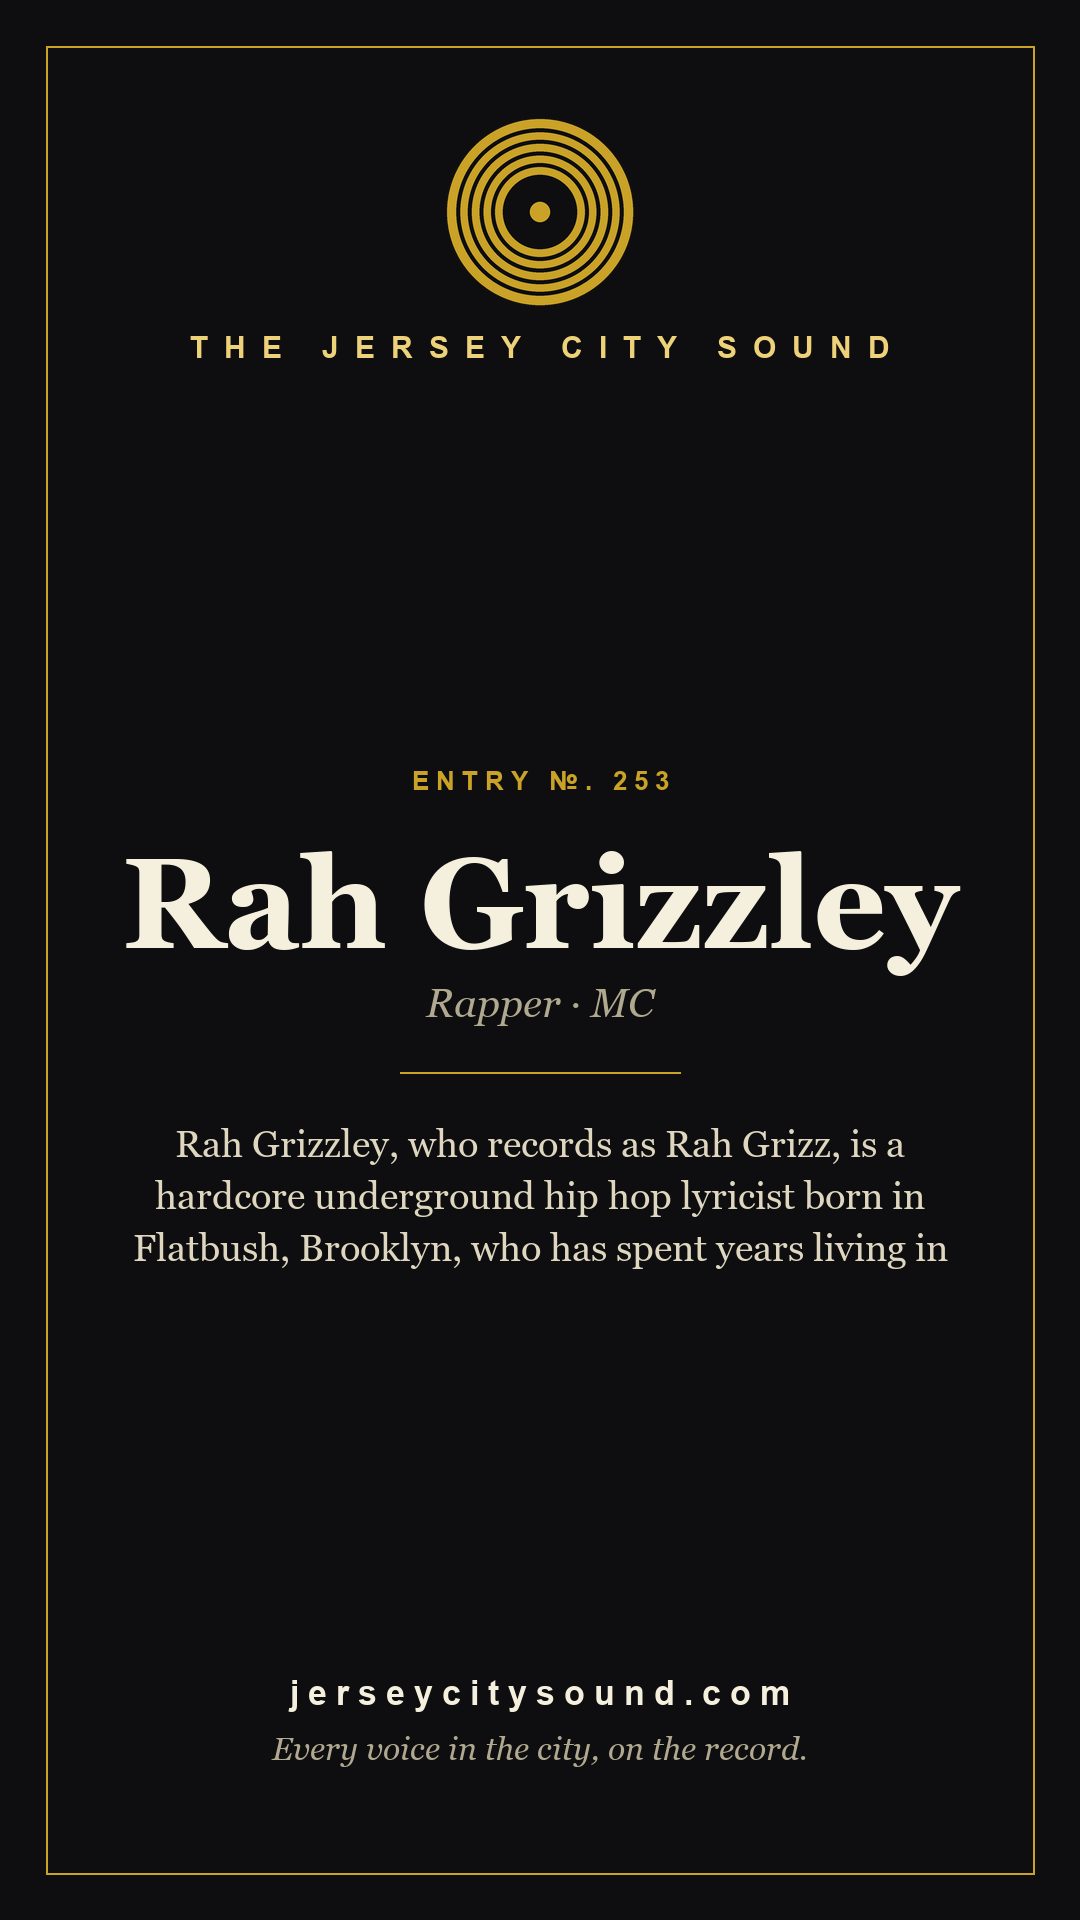 THE JERSEY CITY SOUND
ENTRY №. 253
Rah Grizzley
Rapper · MC
Rah Grizzley, who records as Rah Grizz, is a
hardcore underground hip hop lyricist born in
Flatbush, Brooklyn, who has spent years living in
jerseycitysound.com
Every voice in the city, on the record.